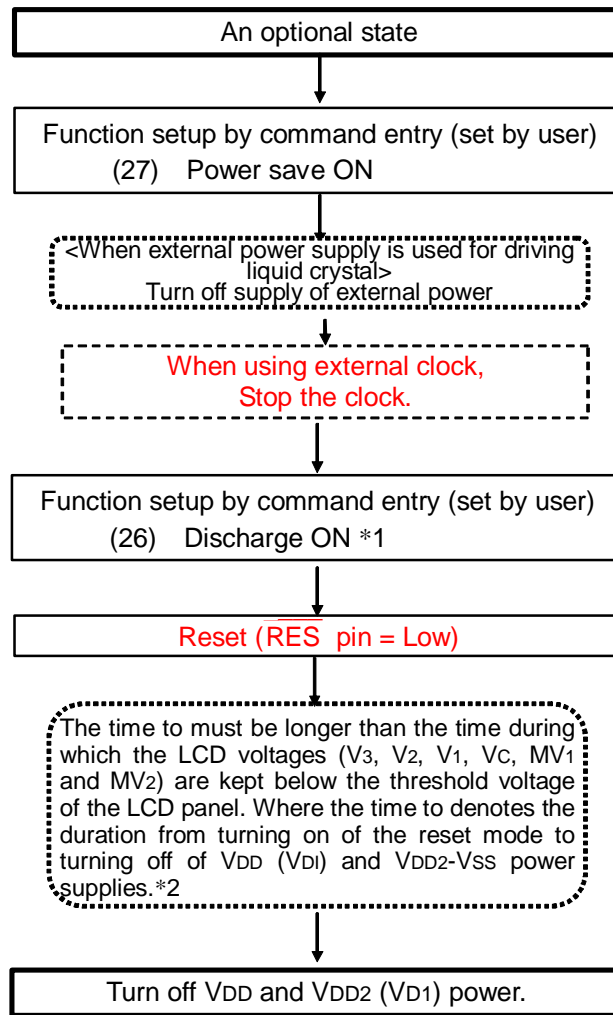 An optional state
Function setup by command entry (set by user)
(27) Power save ON
<When external power supply is used for driving
liquid crystal>
Turn off supply of external power
When using external clock,
Stop the clock.
Function setup by command entry (set by user)
(26) Discharge ON *1
Reset (RES pin = Low)
The time to must be longer than the time during
which the LCD voltages (V3, V2, V1, VC, MV1
and MV2) are kept below the threshold voltage
of the LCD panel. Where the time to denotes the
duration from turning on of the reset mode to
turning off of VDD (VDI) and VDD2-VSS power
supplies.*2
Turn off VDD and VDD2 (VD1) power.